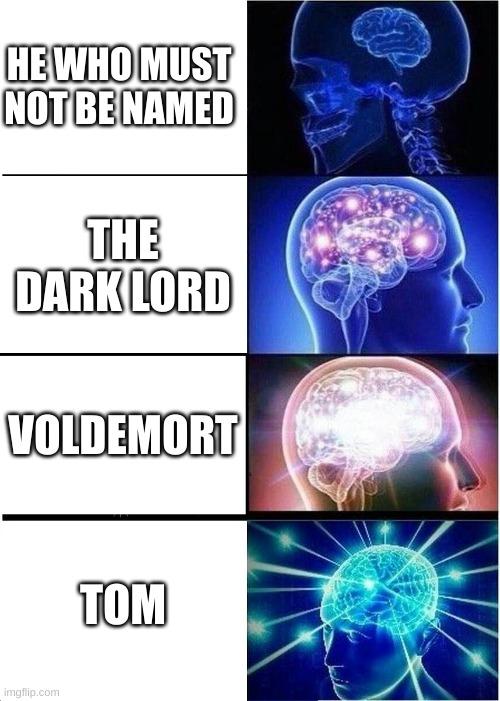 HE WHO MUST
NOT BE NAMED
THE
DARK LORD
VOLDEMORT
TOM
imgflip.com